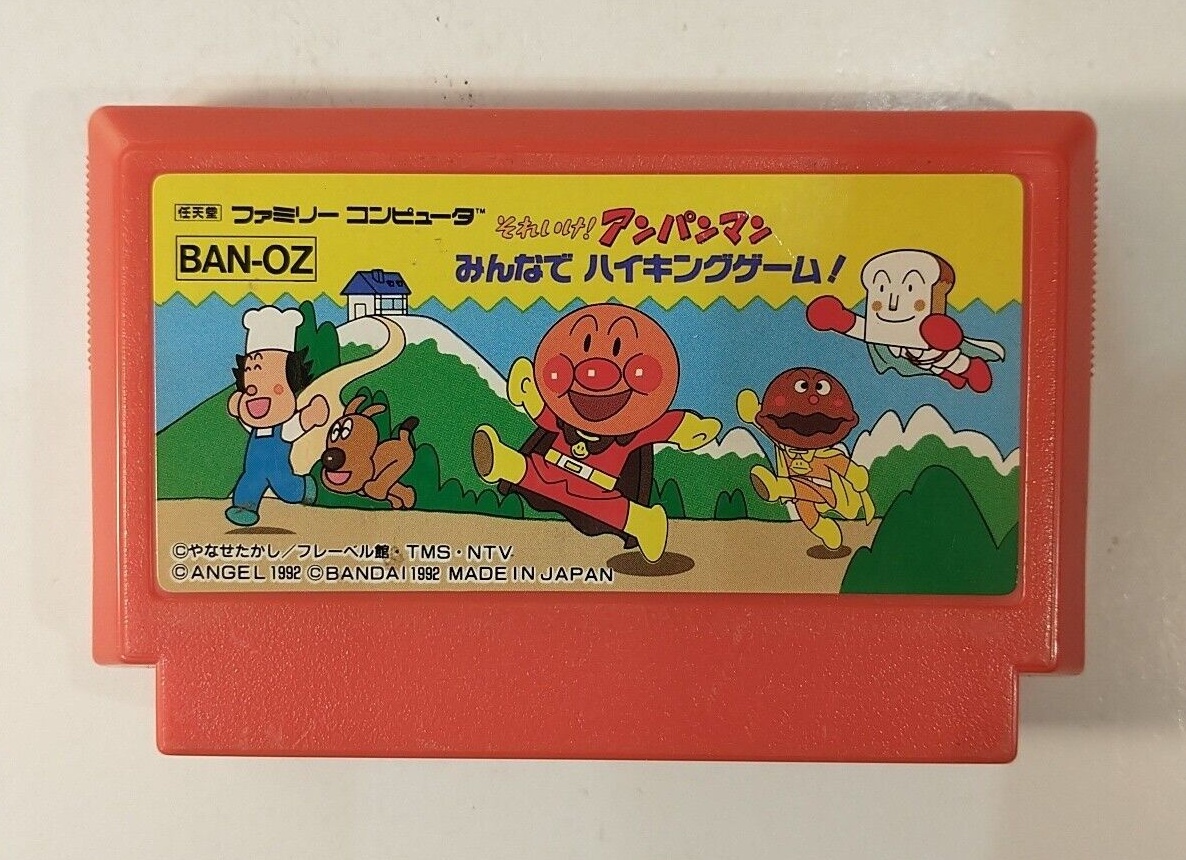 任天堂 ファミリー コンピュータ™
BAN-OZ
それいけ!アンパンマン
みんなで ハイキングゲーム!
©やなせたかし/フレーベル館・TMS・NTV
©ANGEL 1992 ©BANDAI 1992 MADE IN JAPAN